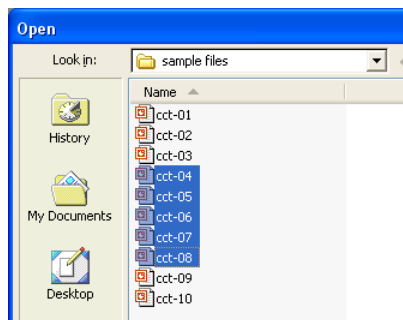 Open
Look in:
sample files
Name
cct-01
cct-02
cct-03
cct-04
cct-05
cct-06
cct-07
cct-08
cct-09
cct-10
History
My Documents
Desktop